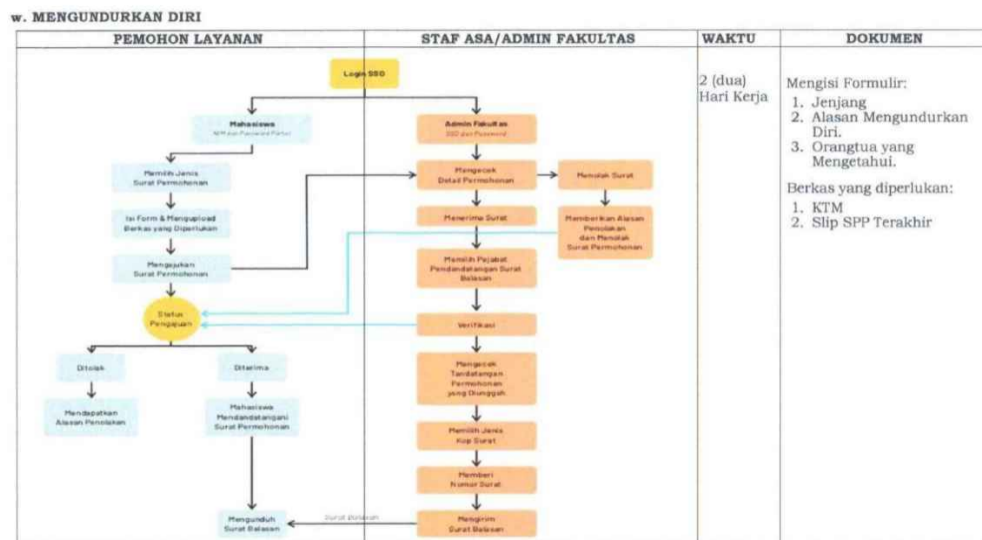 w. MENGUNDURKAN DIRI
PEMOHON LAYANAN
STAF ASA/ADMIN FAKULTAS
WAKTU
DOKUMEN
Login SSO
Mahasiswa
NPM dan Password Portal
Memilih Jenis
Surat Permohonan
Isi Form & Mengupload
Berkas yang Diperlukan
Mengajukan
Surat Permohonan
Status
Pengajuan
Ditolak
Mendapatkan
Alasan Penolakan
Diterima
Mahasiswa
Mendandatangani
Surat Permohonan
Mengunduh
Surat Balasan
Surat Balasan
Admin Fakultas
SSO dan Password
Mengecek
Detail Permohonan
Menolak Surat
Memberikan Alasan
Penolakan
dan Menolak
Surat Permohonan
Menerima Surat
Memilih Pejabat
Pendandatangan Surat
Balasan
Verifikasi
Mengecek
Tandatangan
Permohonan
yang Diunggah
Memilih Jenis
Kop Surat
Memberi
Nomor Surat
Mengirim
Surat Balasan
2 (dua)
Hari Kerja
Mengisi Formulir:
1. Jenjang
2. Alasan Mengundurkan
Diri.
3. Orangtua yang
Mengetahui.
Berkas yang diperlukan:
1. KTM
2. Slip SPP Terakhir